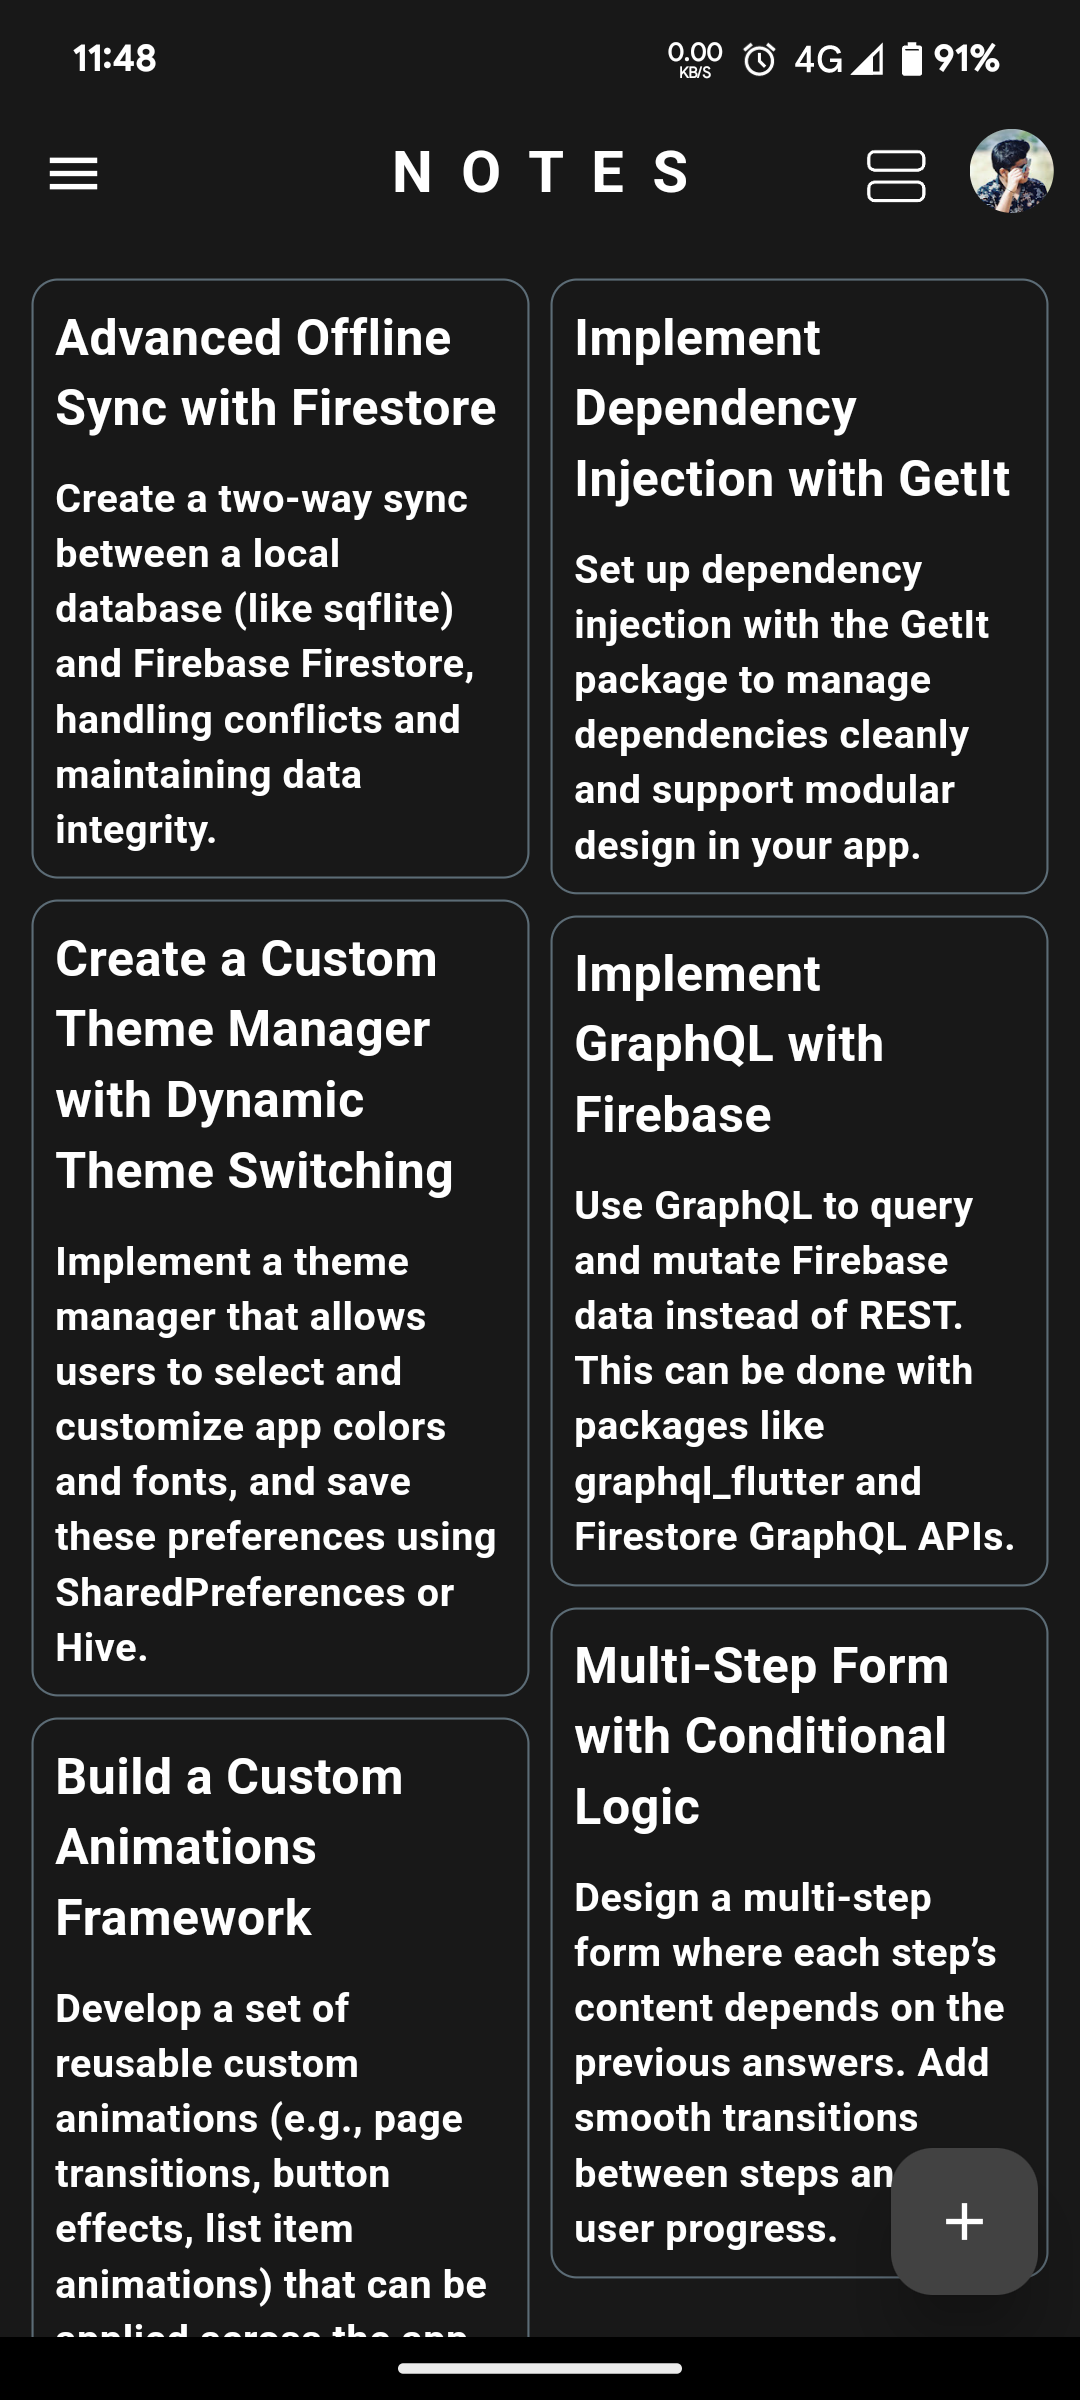 11:48
0.00
KB/S
4G
91%
NOTES
Advanced Offline
Sync with Firestore
Create a two-way sync
between a local
database (like sqflite)
and Firebase Firestore,
handling conflicts and
maintaining data
integrity.
Implement
Dependency
Injection with GetIt
Set up dependency
injection with the GetIt
package to manage
dependencies cleanly
and support modular
design in your app.
Create a Custom
Theme Manager
with Dynamic
Theme Switching
Implement a theme
manager that allows
users to select and
customize app colors
and fonts, and save
these preferences using
SharedPreferences or
Hive.
Implement
GraphQL with
Firebase
Use GraphQL to query
and mutate Firebase
data instead of REST.
This can be done with
packages like
graphql_flutter and
Firestore GraphQL APIs.
Build a Custom
Animations
Framework
Develop a set of
reusable custom
animations (e.g., page
transitions, button
effects, list item
animations) that can be
applied across the app
Multi-Step Form
with Conditional
Logic
Design a multi-step
form where each step’s
content depends on the
previous answers. Add
smooth transitions
between steps
user progress.